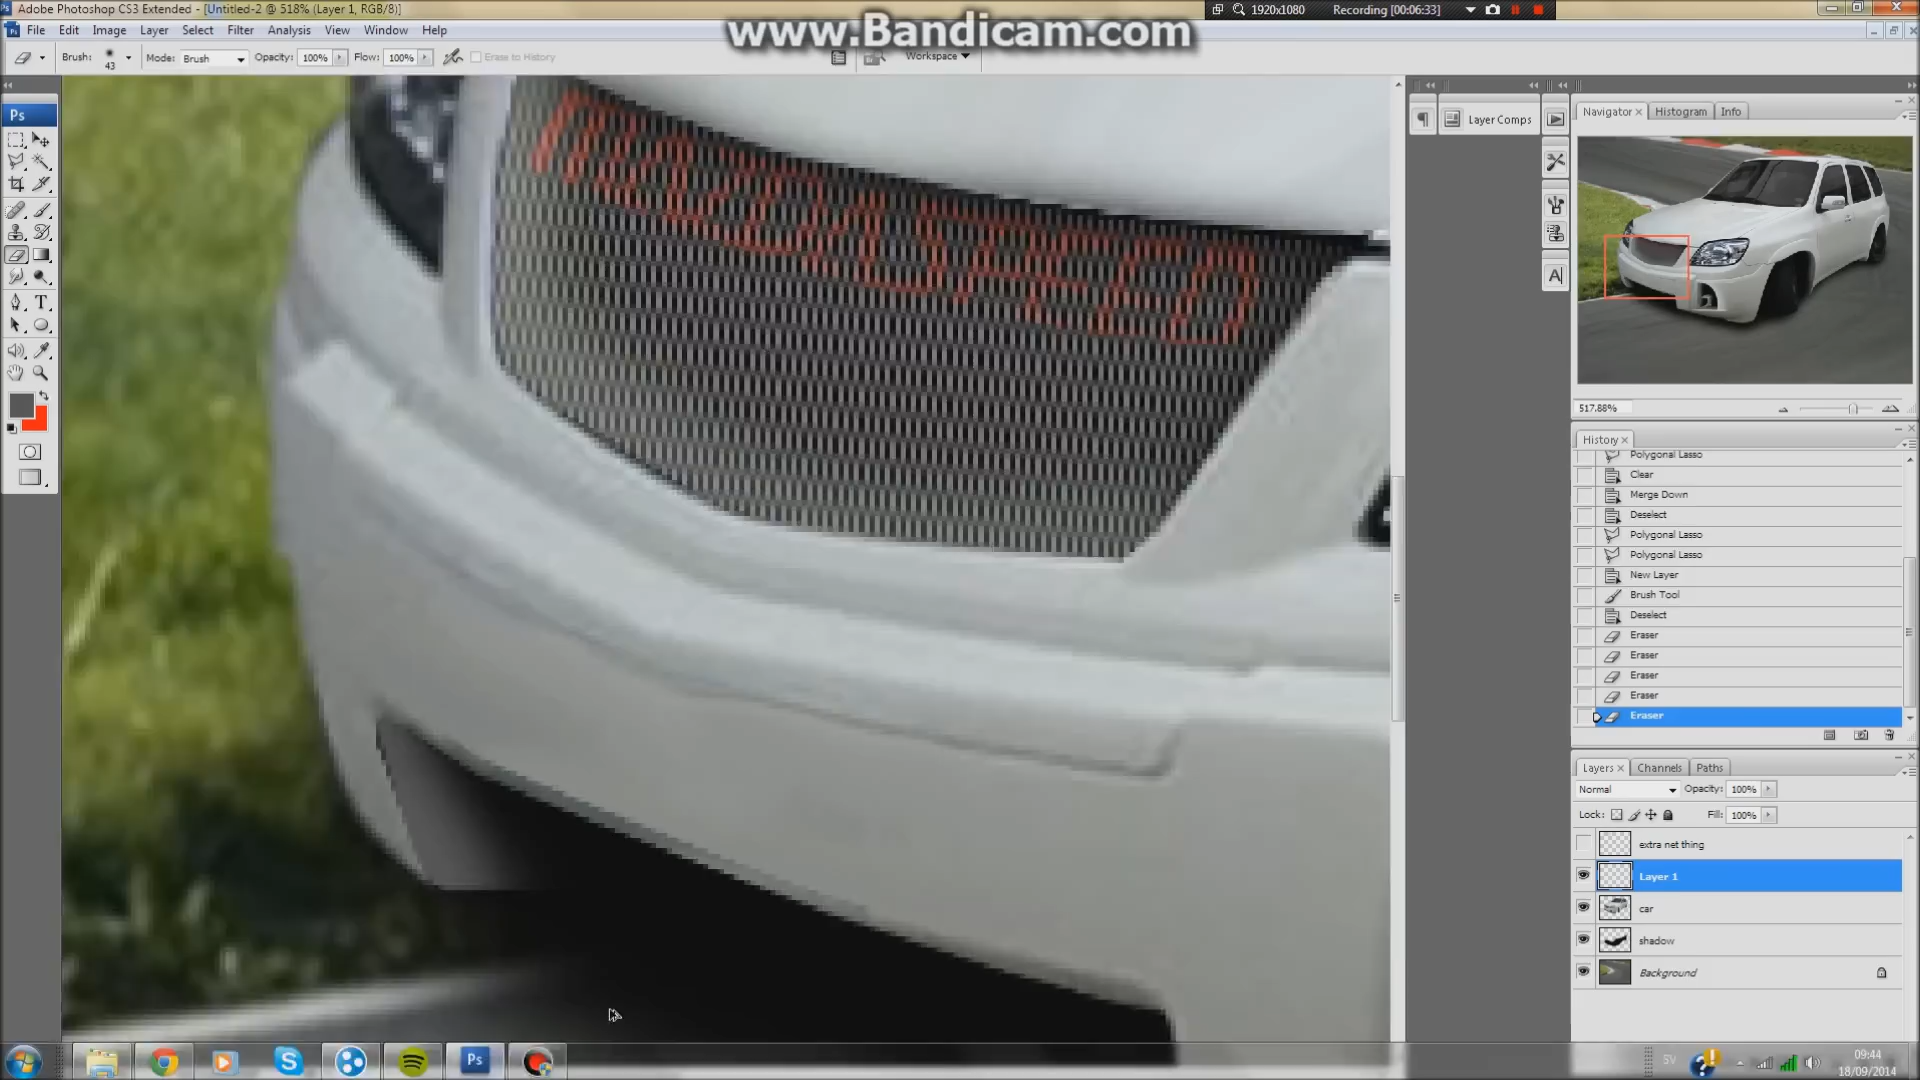 Adobe Photoshop CS3 Extended - [Untitled-2 @ 518% (Layer 1, RGB/8)]
1920x1080
Recording [00:06:33]
www.Bandicam.com
File Edit Image Layer Select Filter Analysis View Window Help
Brush: 43 Mode: Brush Opacity: 100% Flow: 100% Erase to History
Workspace
Ps
Layer Comps
Navigator Histogram Info
517.88%
History
Polygonal Lasso
Clear
Merge Down
Deselect
Polygonal Lasso
Polygonal Lasso
New Layer
Brush Tool
Deselect
Eraser
Eraser
Eraser
Eraser
Eraser
Layers Channels Paths
Normal Opacity: 100%
Lock: Fill: 100%
extra net thing
Layer 1
car
shadow
Background
Ps
SV
09:44
18/09/2014